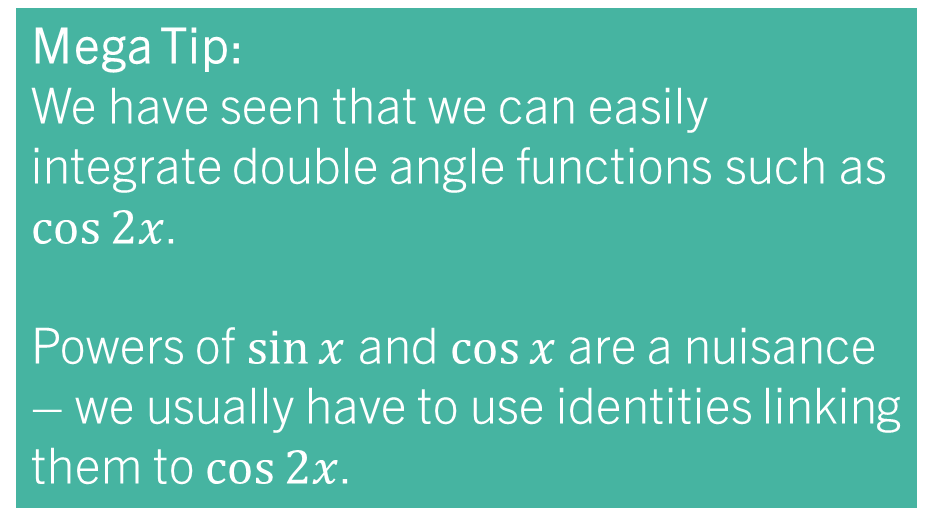 Mega Tip:
We have seen that we can easily
integrate double angle functions such as
cos 2x.
Powers of sin x and cos x are a nuisance
– we usually have to use identities linking
them to cos 2x.